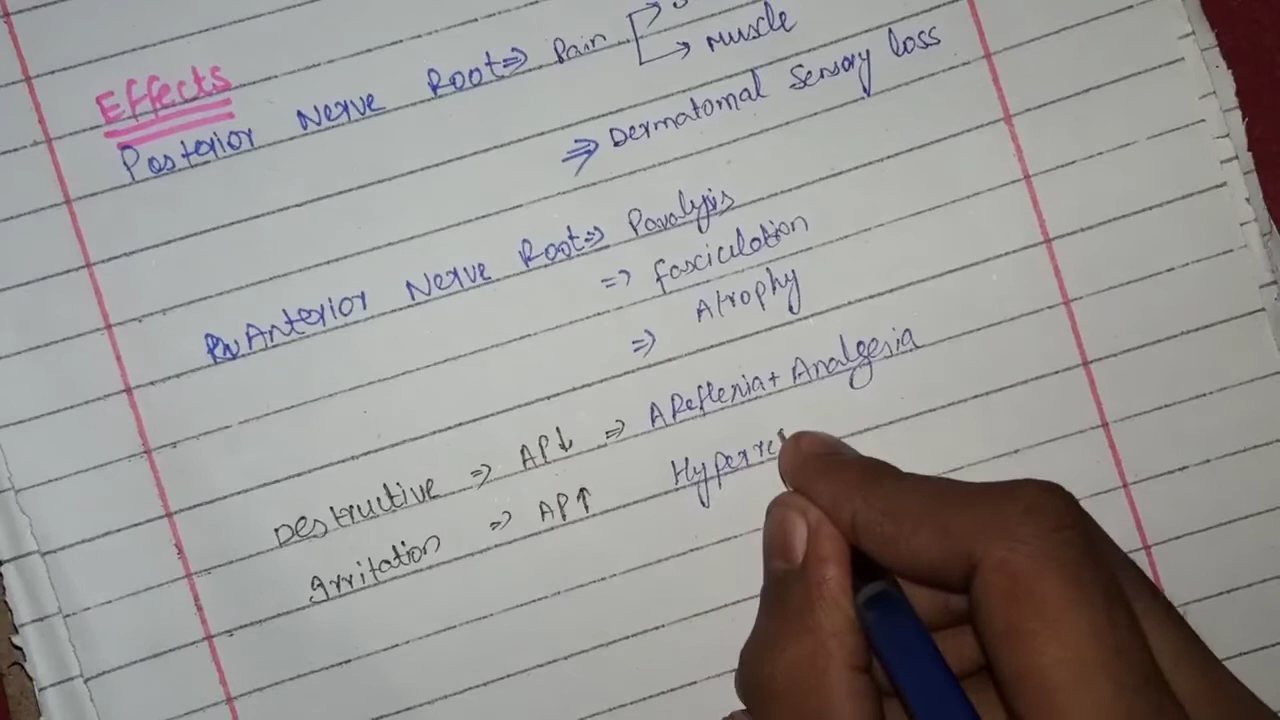 Effects
Posterior Nerve Root ⇒ Pain → Muscle
⇒ Dermatomal Sensory loss
Anterior Nerve Root ⇒ Paralysis
⇒ Fasciculation
⇒ Atrophy
Destructive ⇒ AP↓ ⇒ AReflexia + Analgesia
Irritation ⇒ AP↑ Hyperre